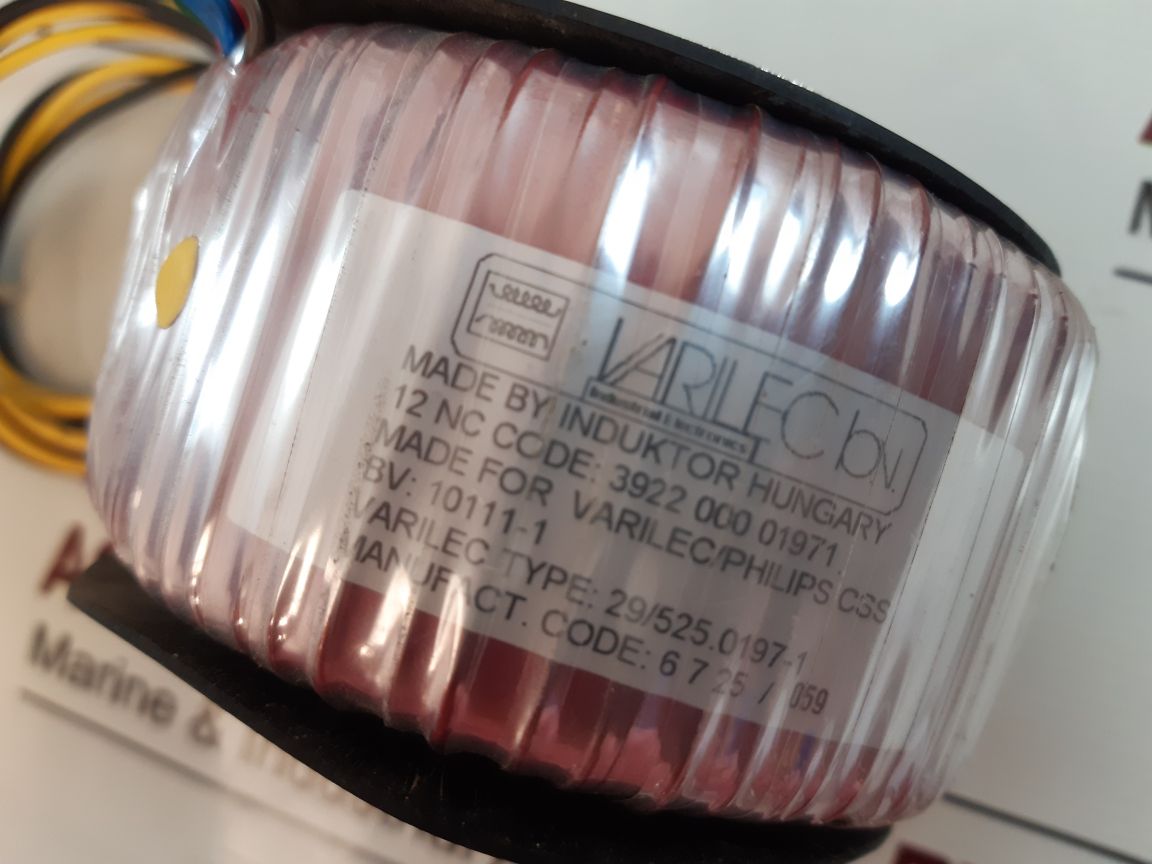 VARILEC bv.
Industrial Electronics
MADE BY INDUKTOR HUNGARY
12 NC CODE: 3922 000 01971
MADE FOR VARILEC/PHILIPS CSS
BV: 10111-1
VARILEC TYPE: 29/525.0197-1
MANUFACT. CODE: 6 7 25 / 059
Marine &